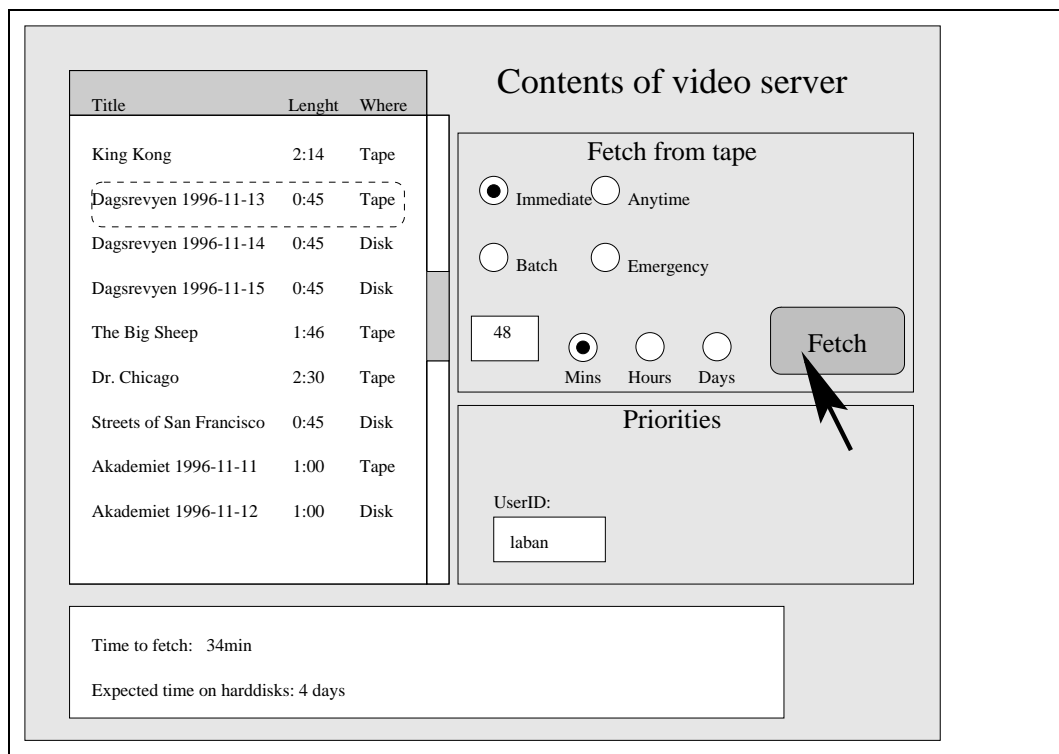 Contents of video server
Title Lenght Where
King Kong 2:14 Tape
Dagsrevyen 1996-11-13 0:45 Tape
Dagsrevyen 1996-11-14 0:45 Disk
Dagsrevyen 1996-11-15 0:45 Disk
The Big Sheep 1:46 Tape
Dr. Chicago 2:30 Tape
Streets of San Francisco 0:45 Disk
Akademiet 1996-11-11 1:00 Tape
Akademiet 1996-11-12 1:00 Disk
Fetch from tape
Immediate Anytime
Batch Emergency
48
Mins Hours Days
Fetch
Priorities
UserID:
laban
Time to fetch: 34min
Expected time on harddisks: 4 days